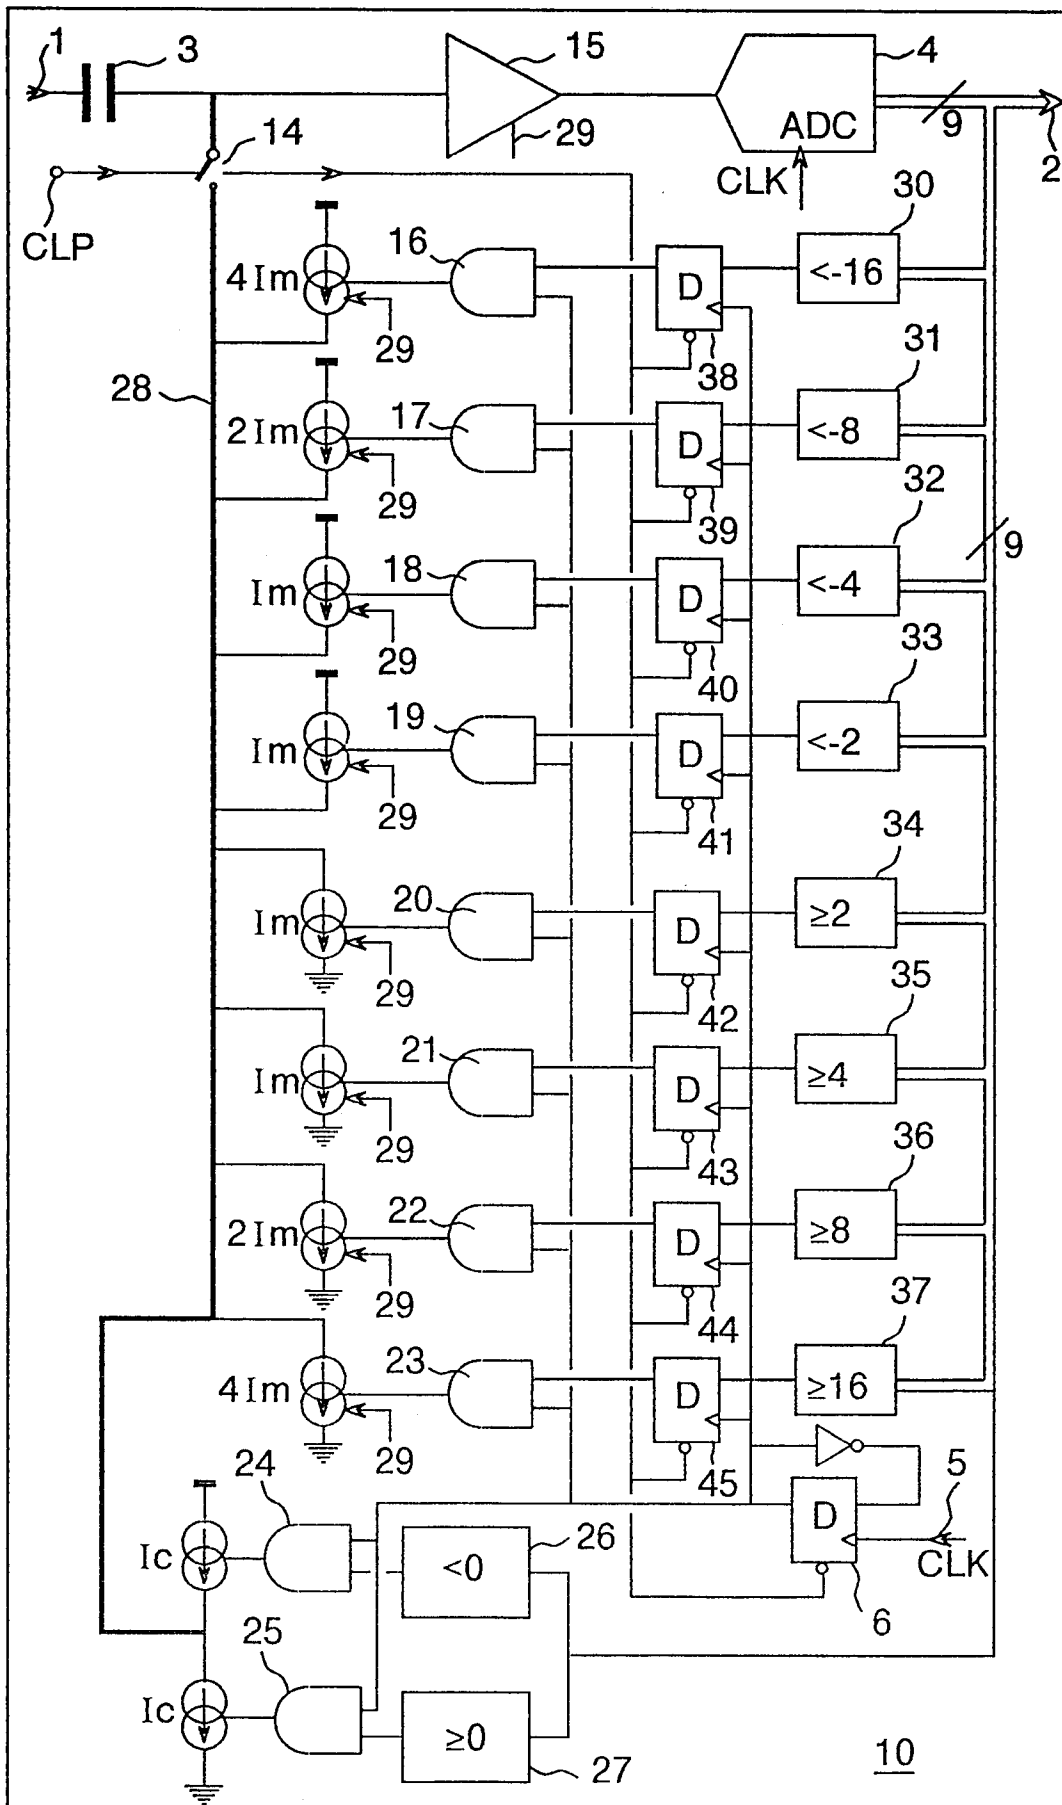 1 3 15 4
ADC 9 2
14 29 CLK
CLP
30
4Im 16 D <-16
29 38
31
28
2Im 17 D <-8
29 39
32
9
Im 18 D <-4
29 40
33
Im 19 D <-2
29 41
34
Im 20 D ≥2
29 42
35
Im 21 D ≥4
29 43
36
2Im 22 D ≥8
29 44
37
4Im 23 D ≥16
29 45
24 5
26 D
Ic <0 CLK
6
25
Ic ≥0
27 10